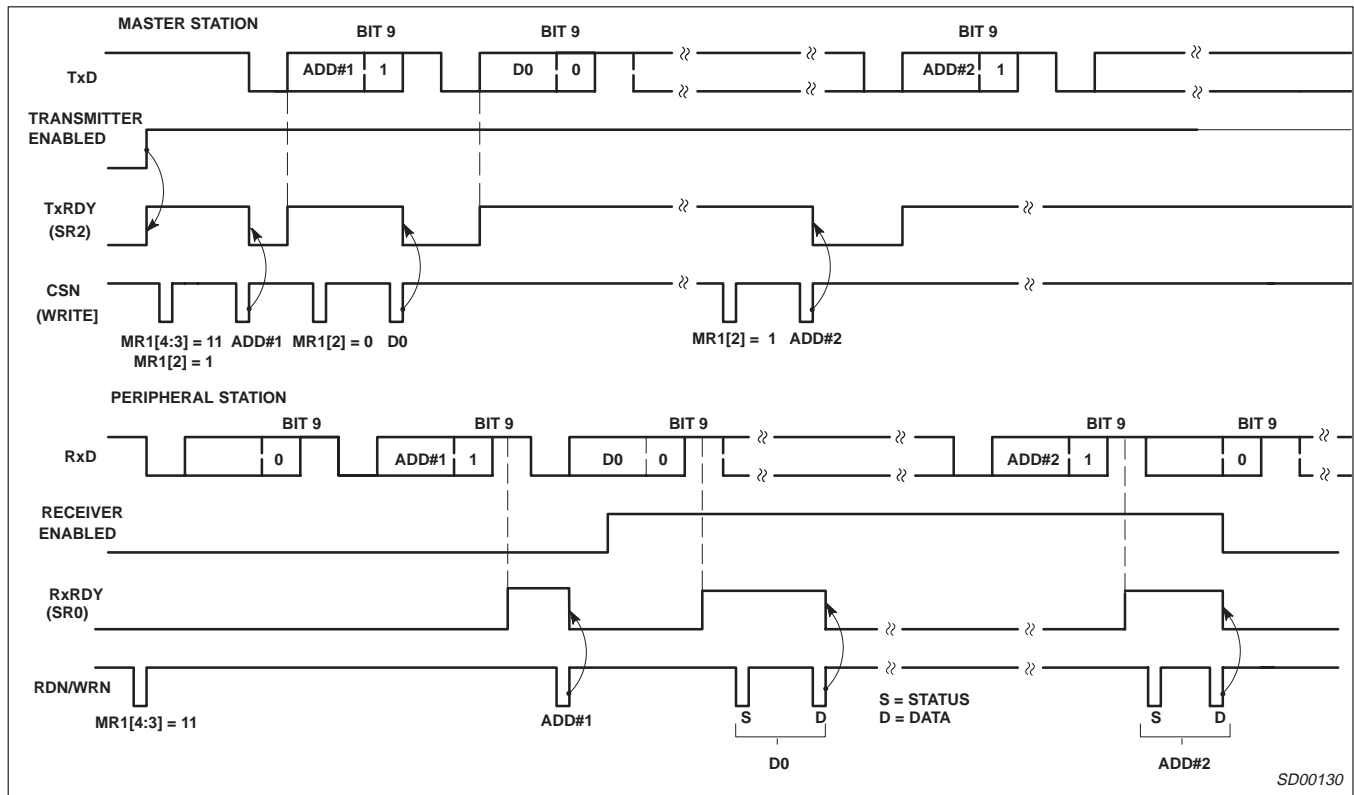 MASTER STATION
BIT 9 BIT 9 BIT 9
TxD ADD#1 1 D0 0 ADD#2 1
TRANSMITTER
ENABLED
TxRDY
(SR2)
CSN
(WRITE]
MR1[4:3] = 11 ADD#1 MR1[2] = 0 D0 MR1[2] = 1 ADD#2
MR1[2] = 1
PERIPHERAL STATION
BIT 9 BIT 9 BIT 9 BIT 9 BIT 9
RxD 0 ADD#1 1 D0 0 ADD#2 1 0
RECEIVER
ENABLED
RxRDY
(SR0)
RDN/WRN
MR1[4:3] = 11 ADD#1 S D S = STATUS S D
D = DATA
D0 ADD#2
SD00130